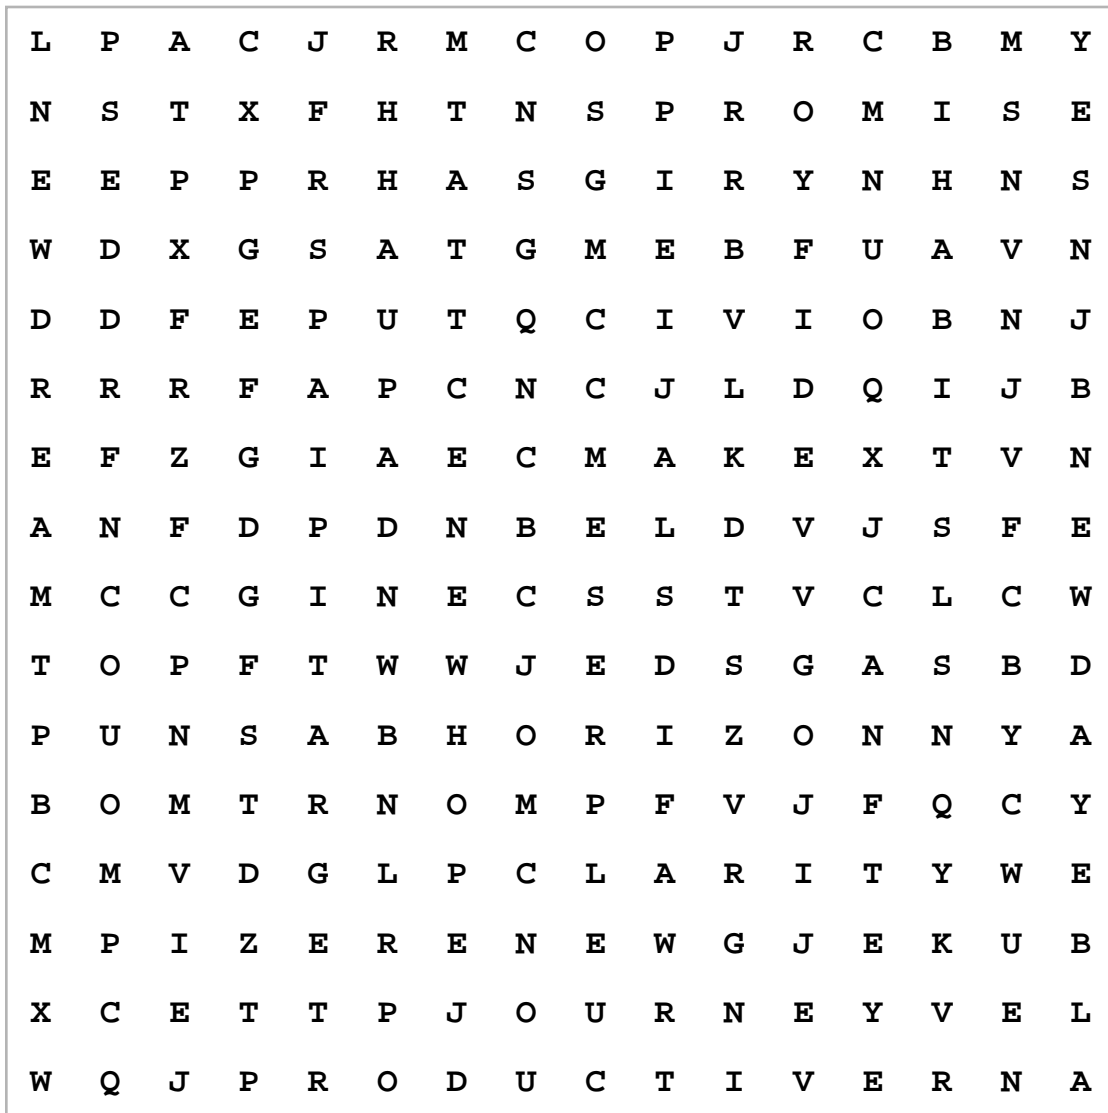 L P A C J R M C O P J R C B M Y
N S T X F H T N S P R O M I S E
E E P P R H A S G I R Y N H N S
W D X G S A T G M E B F U A V N
D D F E P U T Q C I V I O B N J
R R R F A P C N C J L D Q I J B
E F Z G I A E C M A K E X T V N
A N F D P D N B E L D V J S F E
M C C G I N E C S S T V C L C W
T O P F T W W J E D S G A S B D
P U N S A B H O R I Z O N N Y A
B O M T R N O M P F V J F Q C Y
C M V D G L P C L A R I T Y W E
M P I Z E R E N E W G J E K U B
X C E T T P J O U R N E Y V E L
W Q J P R O D U C T I V E R N A